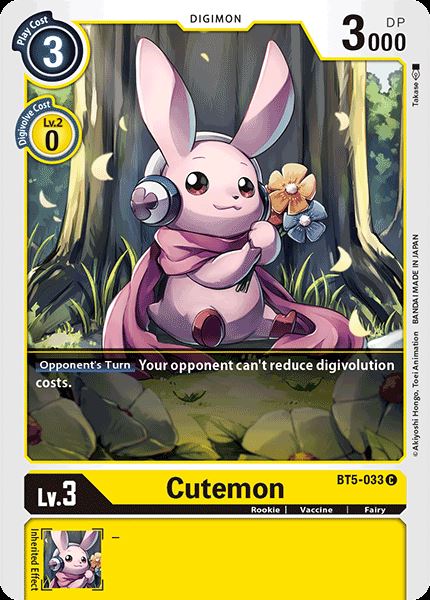 Play Cost
3
DIGIMON
DP
3000
Digivolve Cost
Lv.2
0
Takase
©Akiyoshi Hongo, Toei Animation BANDAI MADE IN JAPAN
Opponent's Turn Your opponent can't reduce digivolution
costs.
BT5-033 C
Lv.3
Cutemon
Rookie | Vaccine | Fairy
Inherited Effect
–